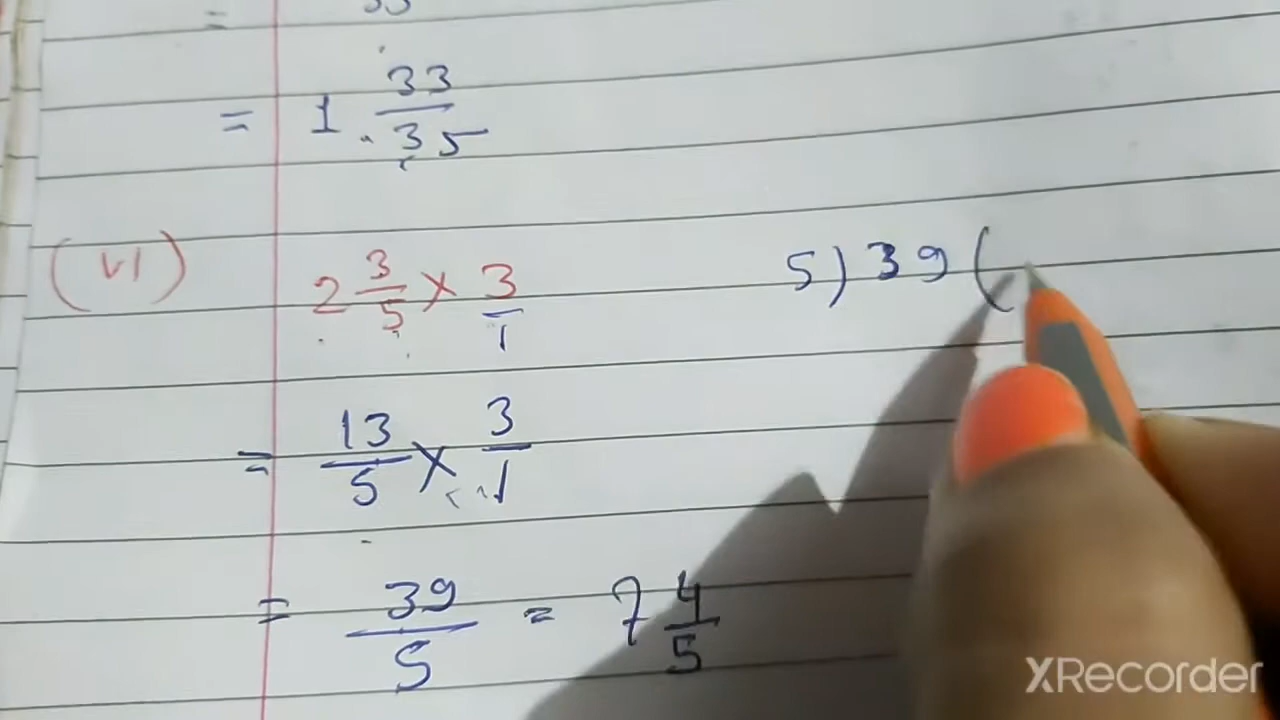 =
= 1 33/35
(vi) 2 3/5 × 3/1
5)39(
= 13/5 × 3/1
= 39/5 = 7 4/5
XRecorder